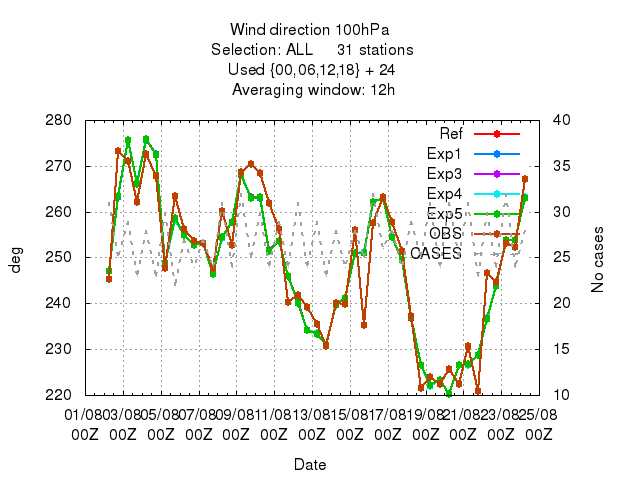 Wind direction 100hPa
Selection: ALL 31 stations
Used {00,06,12,18} + 24
Averaging window: 12h
280 40
270 35
260 30
250 25
240 20
230 15
220 10
deg
No cases
Ref
Exp1
Exp3
Exp4
Exp5
OBS
CASES
01/08 03/08 05/08 07/08 09/08 11/08 13/08 15/08 17/08 19/08 21/08 23/08 25/08
00Z 00Z 00Z 00Z 00Z 00Z 00Z 00Z 00Z 00Z 00Z 00Z 00Z
Date